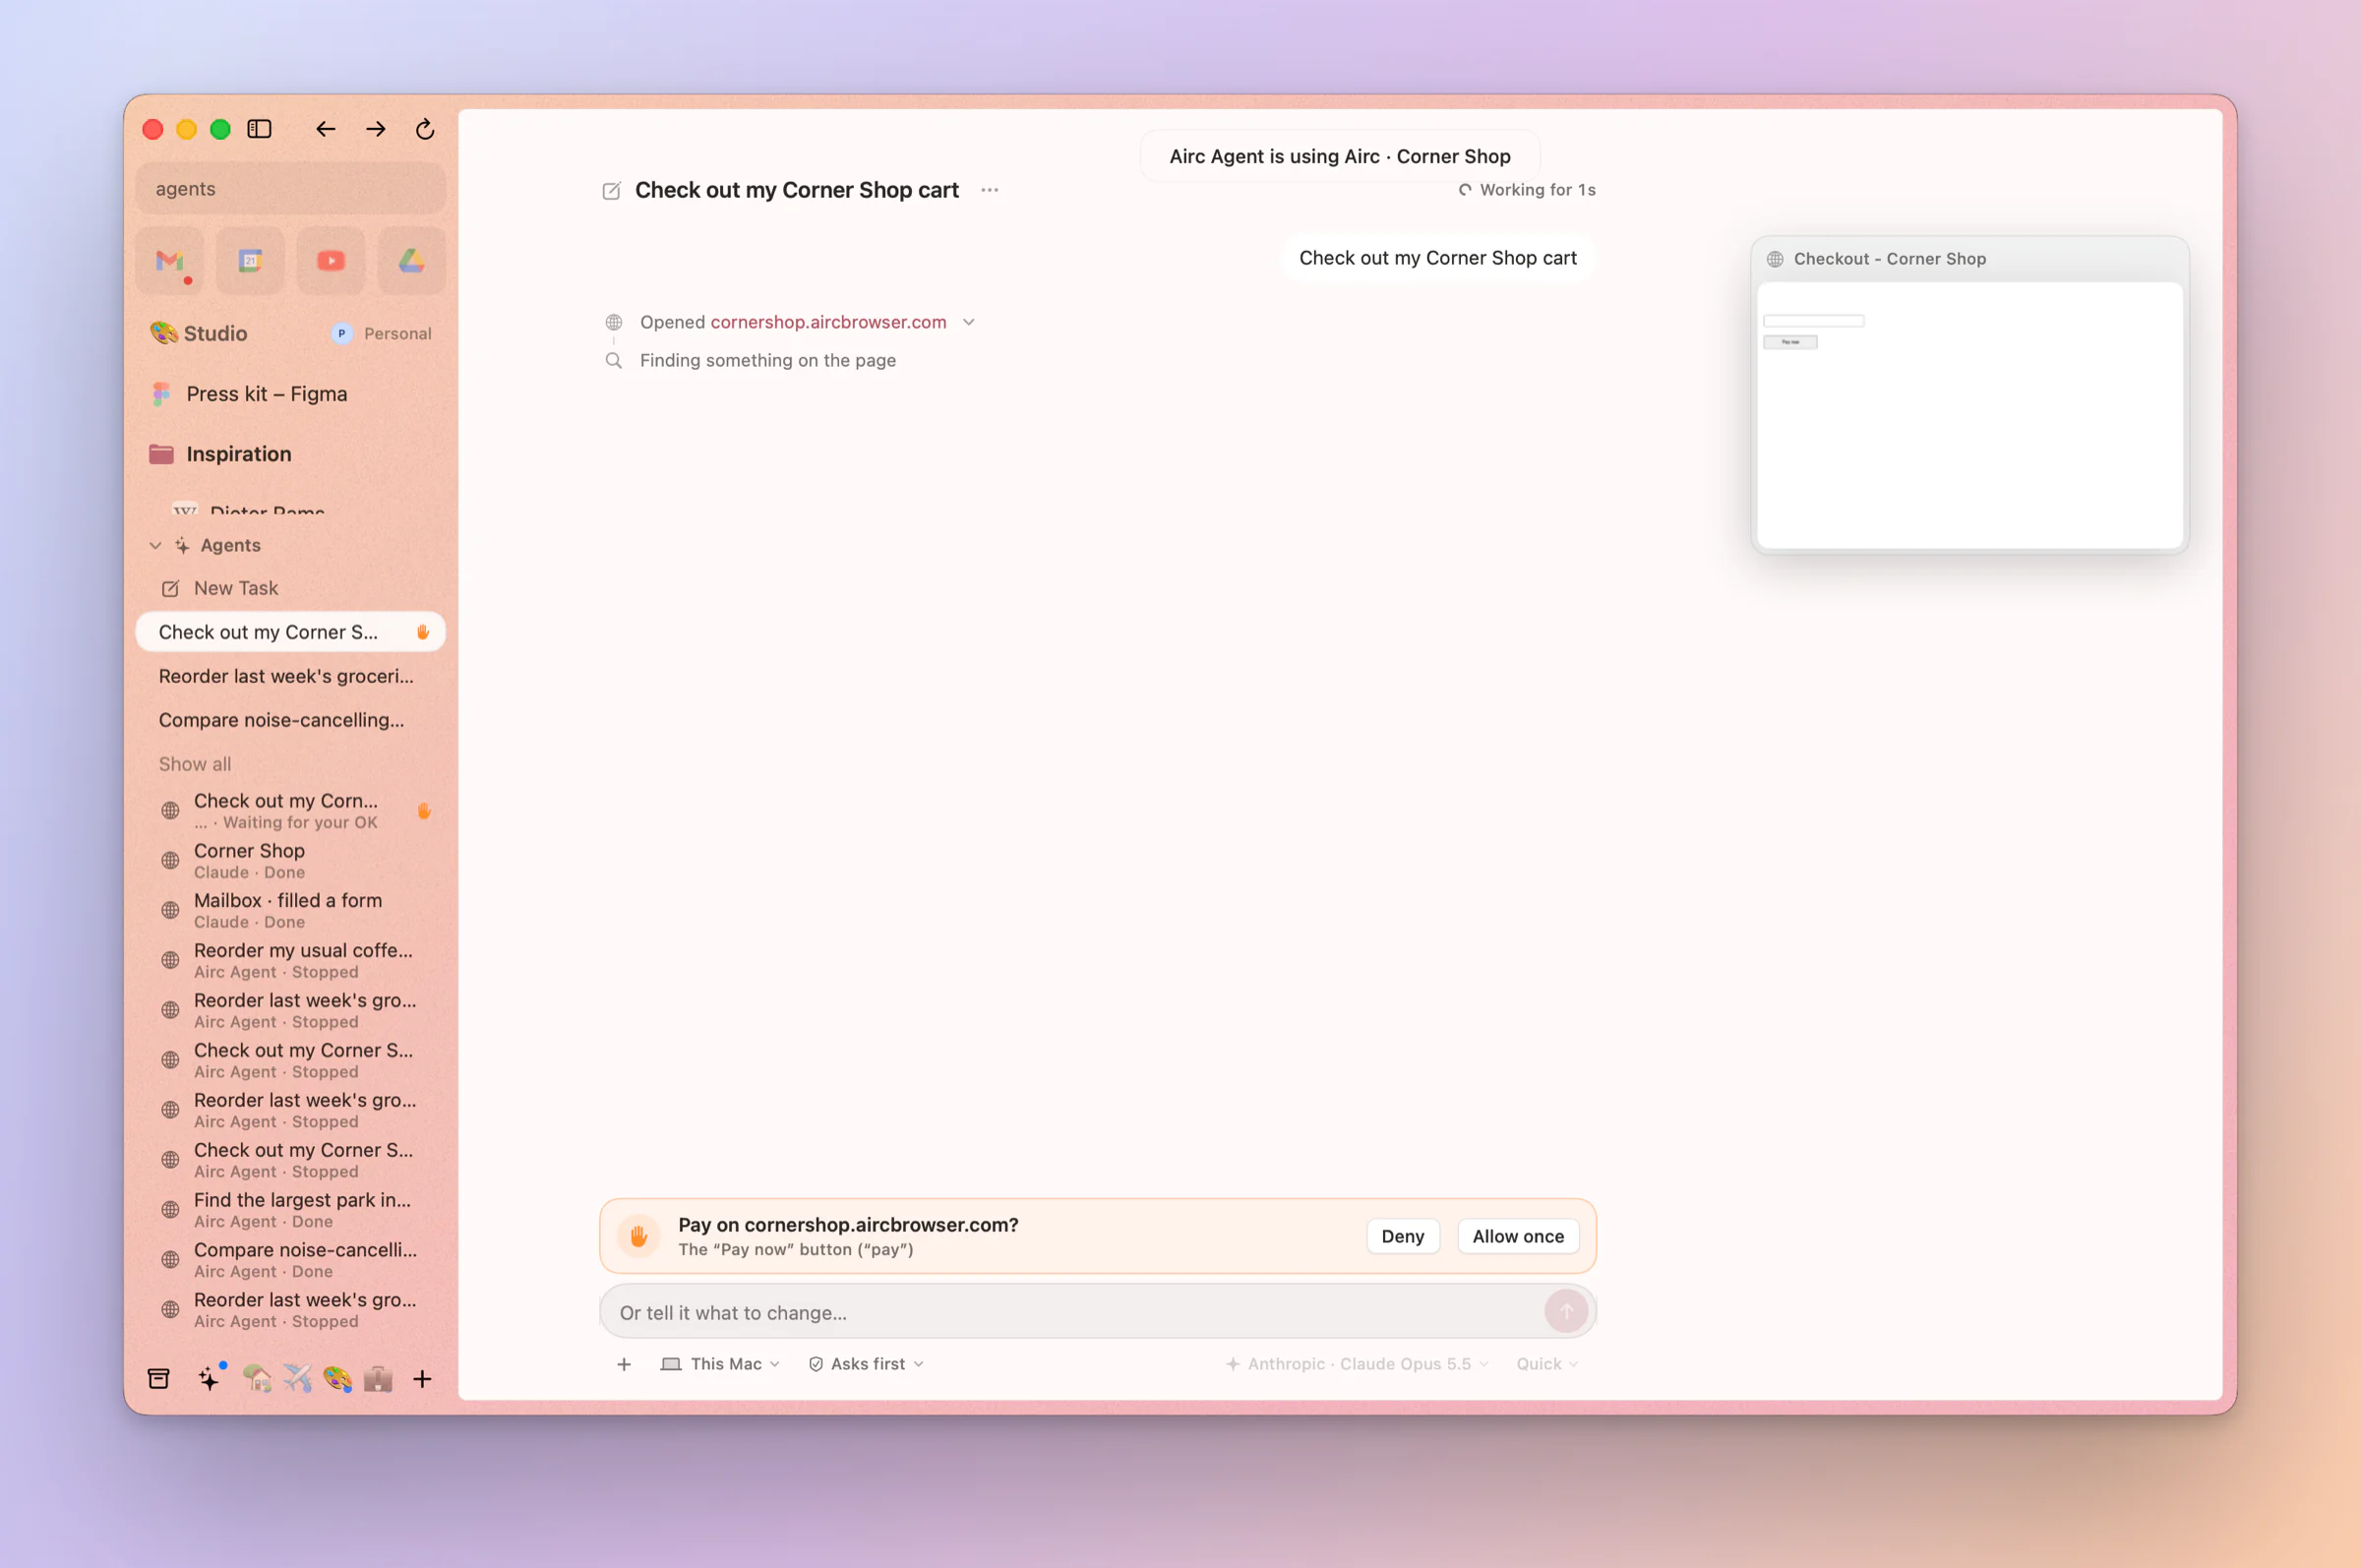 agents
21
Studio
P Personal
Press kit – Figma
Inspiration
W Dieter Rams
Agents
New Task
Check out my Corner S...
Reorder last week's groceri...
Compare noise-cancelling...
Show all
Check out my Corn...
... · Waiting for your OK
Corner Shop
Claude · Done
Mailbox · filled a form
Claude · Done
Reorder my usual coffe...
Airc Agent · Stopped
Reorder last week's gro...
Airc Agent · Stopped
Check out my Corner S...
Airc Agent · Stopped
Reorder last week's gro...
Airc Agent · Stopped
Check out my Corner S...
Airc Agent · Stopped
Find the largest park in...
Airc Agent · Done
Compare noise-cancelli...
Airc Agent · Done
Reorder last week's gro...
Airc Agent · Stopped
Airc Agent is using Airc · Corner Shop
Check out my Corner Shop cart ...
Working for 1s
Check out my Corner Shop cart
Opened cornershop.aircbrowser.com
Finding something on the page
Checkout - Corner Shop
Pay now
Pay on cornershop.aircbrowser.com?
The “Pay now” button (“pay”)
Deny
Allow once
Or tell it what to change...
This Mac
Asks first
Anthropic · Claude Opus 5.5
Quick